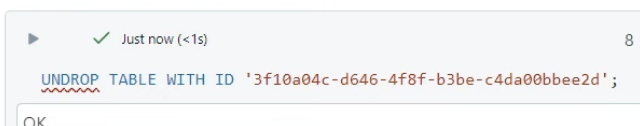 Just now (<1s)
8
UNDROP TABLE WITH ID '3f10a04c-d646-4f8f-b3be-c4da00bbee2d';
OK